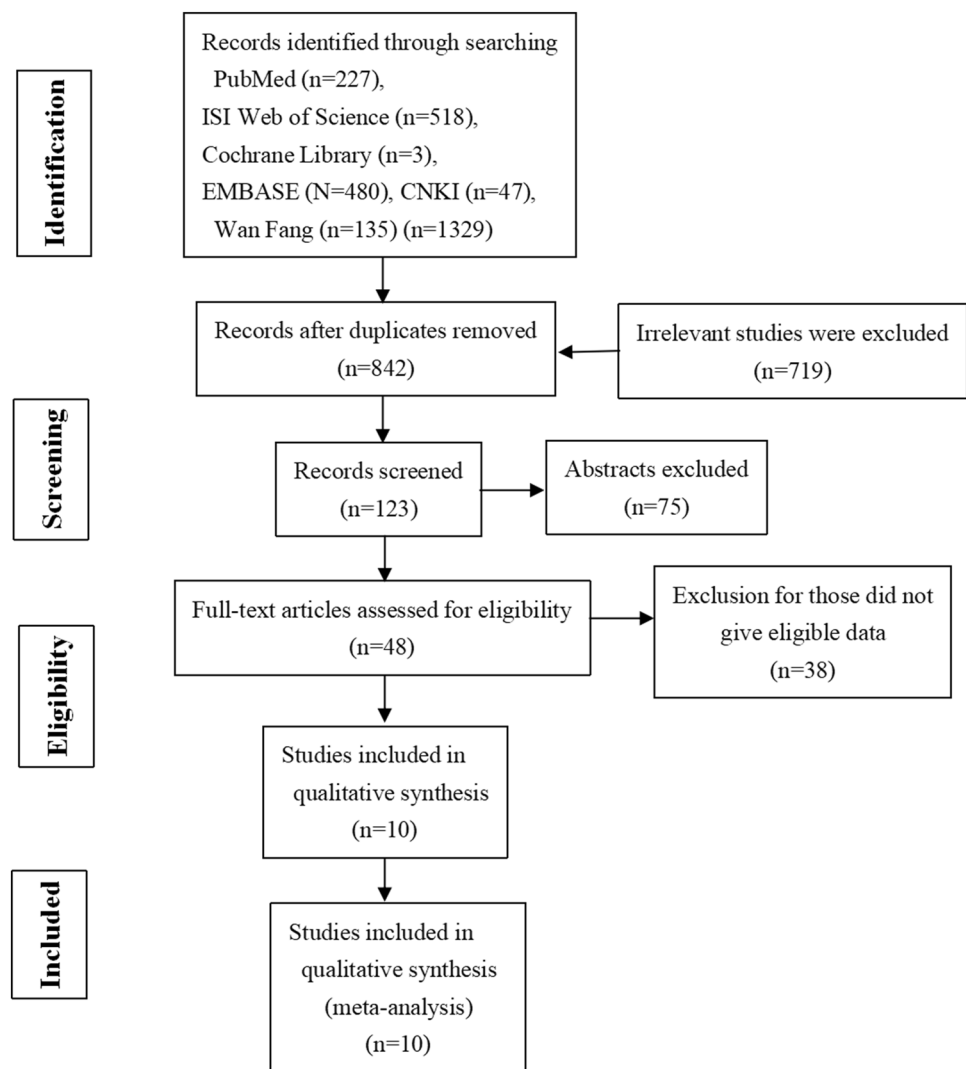 Identification
Records identified through searching
PubMed (n=227),
ISI Web of Science (n=518),
Cochrane Library (n=3),
EMBASE (N=480), CNKI (n=47),
Wan Fang (n=135) (n=1329)
Records after duplicates removed
(n=842)
Irrelevant studies were excluded
(n=719)
Screening
Records screened
(n=123)
Abstracts excluded
(n=75)
Eligibility
Full-text articles assessed for eligibility
(n=48)
Exclusion for those did not
give eligible data
(n=38)
Studies included in
qualitative synthesis
(n=10)
Included
Studies included in
qualitative synthesis
(meta-analysis)
(n=10)